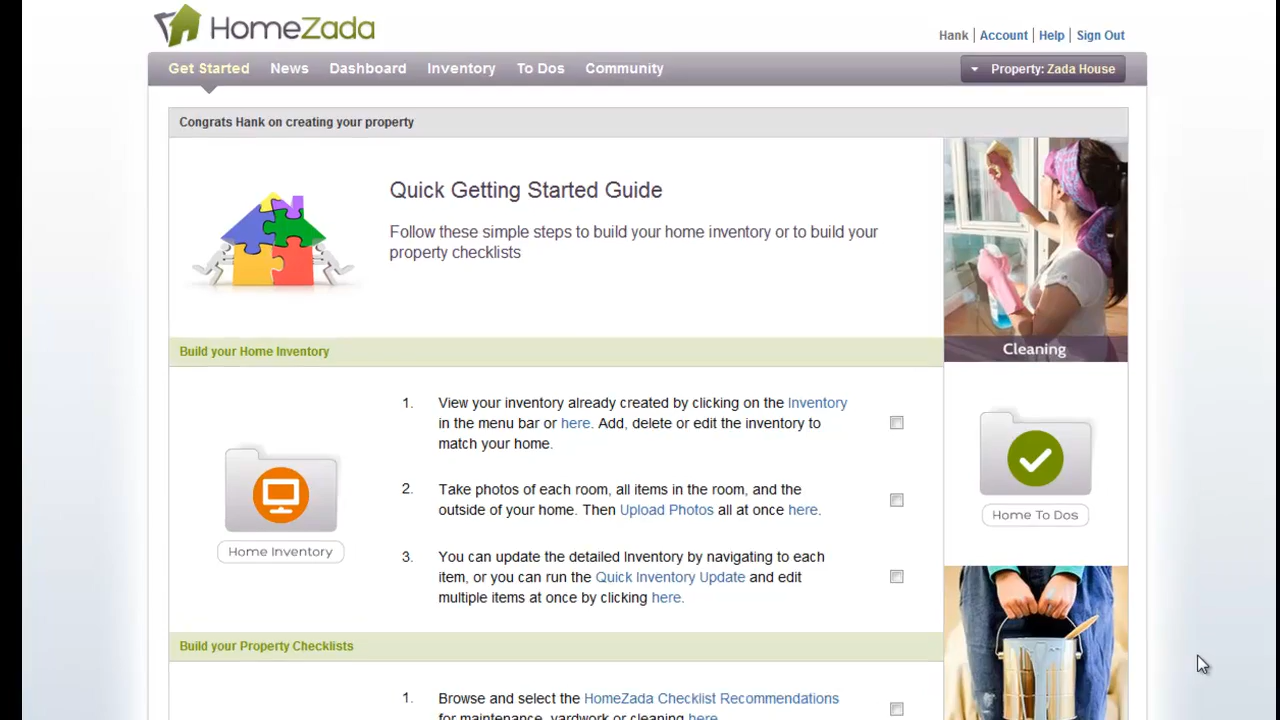 HomeZada
Hank | Account | Help | Sign Out
Get Started News Dashboard Inventory To Dos Community Property: Zada House
Congrats Hank on creating your property
Quick Getting Started Guide
Follow these simple steps to build your home inventory or to build your
property checklists
Cleaning
Build your Home Inventory
1. View your inventory already created by clicking on the Inventory
in the menu bar or here. Add, delete or edit the inventory to
match your home.
2. Take photos of each room, all items in the room, and the
outside of your home. Then Upload Photos all at once here.
3. You can update the detailed Inventory by navigating to each
item, or you can run the Quick Inventory Update and edit
multiple items at once by clicking here.
Home Inventory
Home To Dos
Build your Property Checklists
1. Browse and select the HomeZada Checklist Recommendations
for maintenance, yardwork or cleaning here.